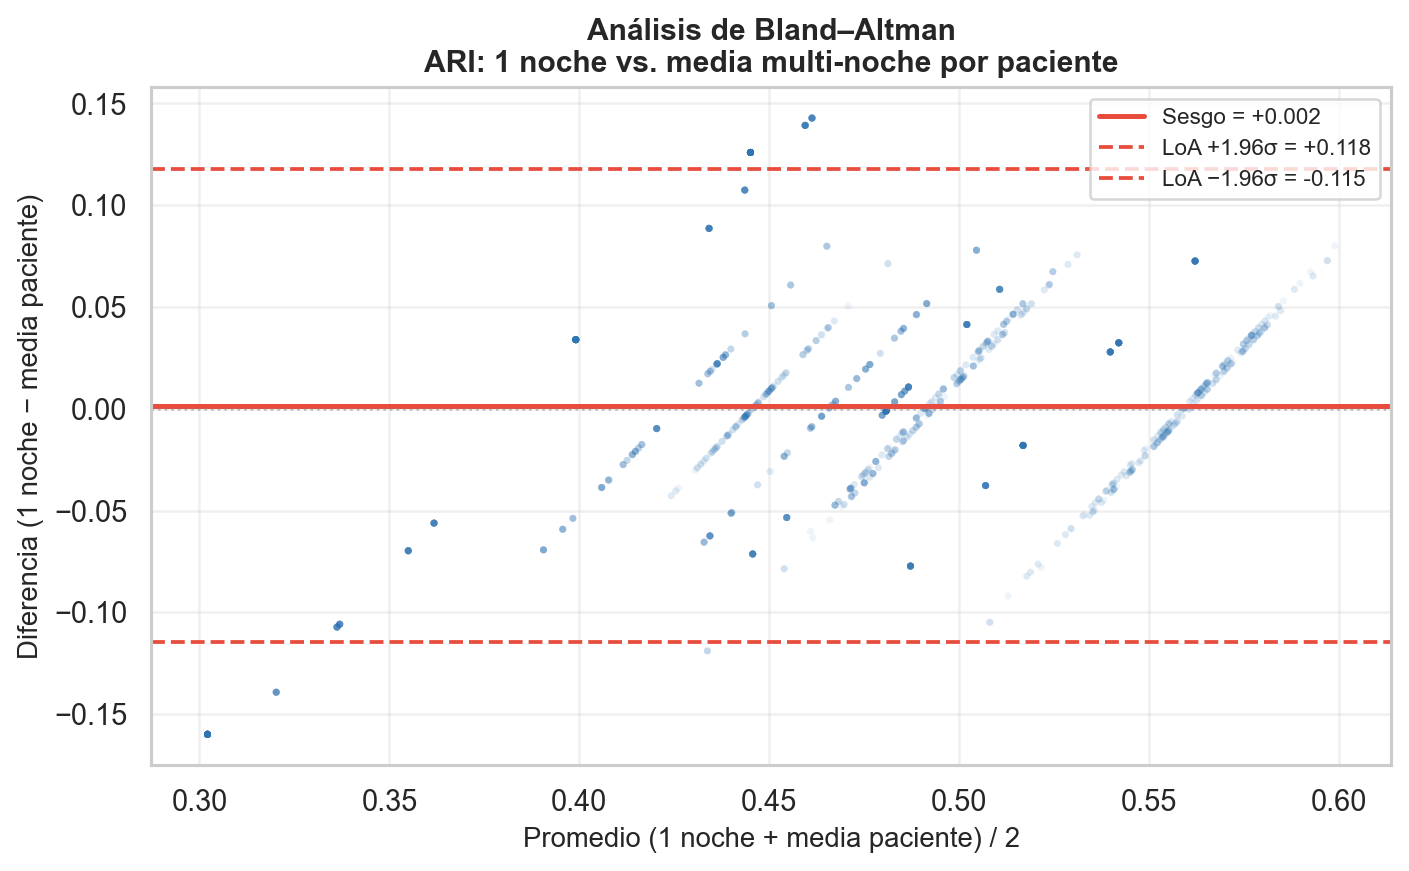 Análisis de Bland–Altman
ARI: 1 noche vs. media multi-noche por paciente
Sesgo = +0.002
LoA +1.96σ = +0.118
LoA −1.96σ = -0.115
Diferencia (1 noche − media paciente)
0.15
0.10
0.05
0.00
−0.05
−0.10
−0.15
0.30 0.35 0.40 0.45 0.50 0.55 0.60
Promedio (1 noche + media paciente) / 2